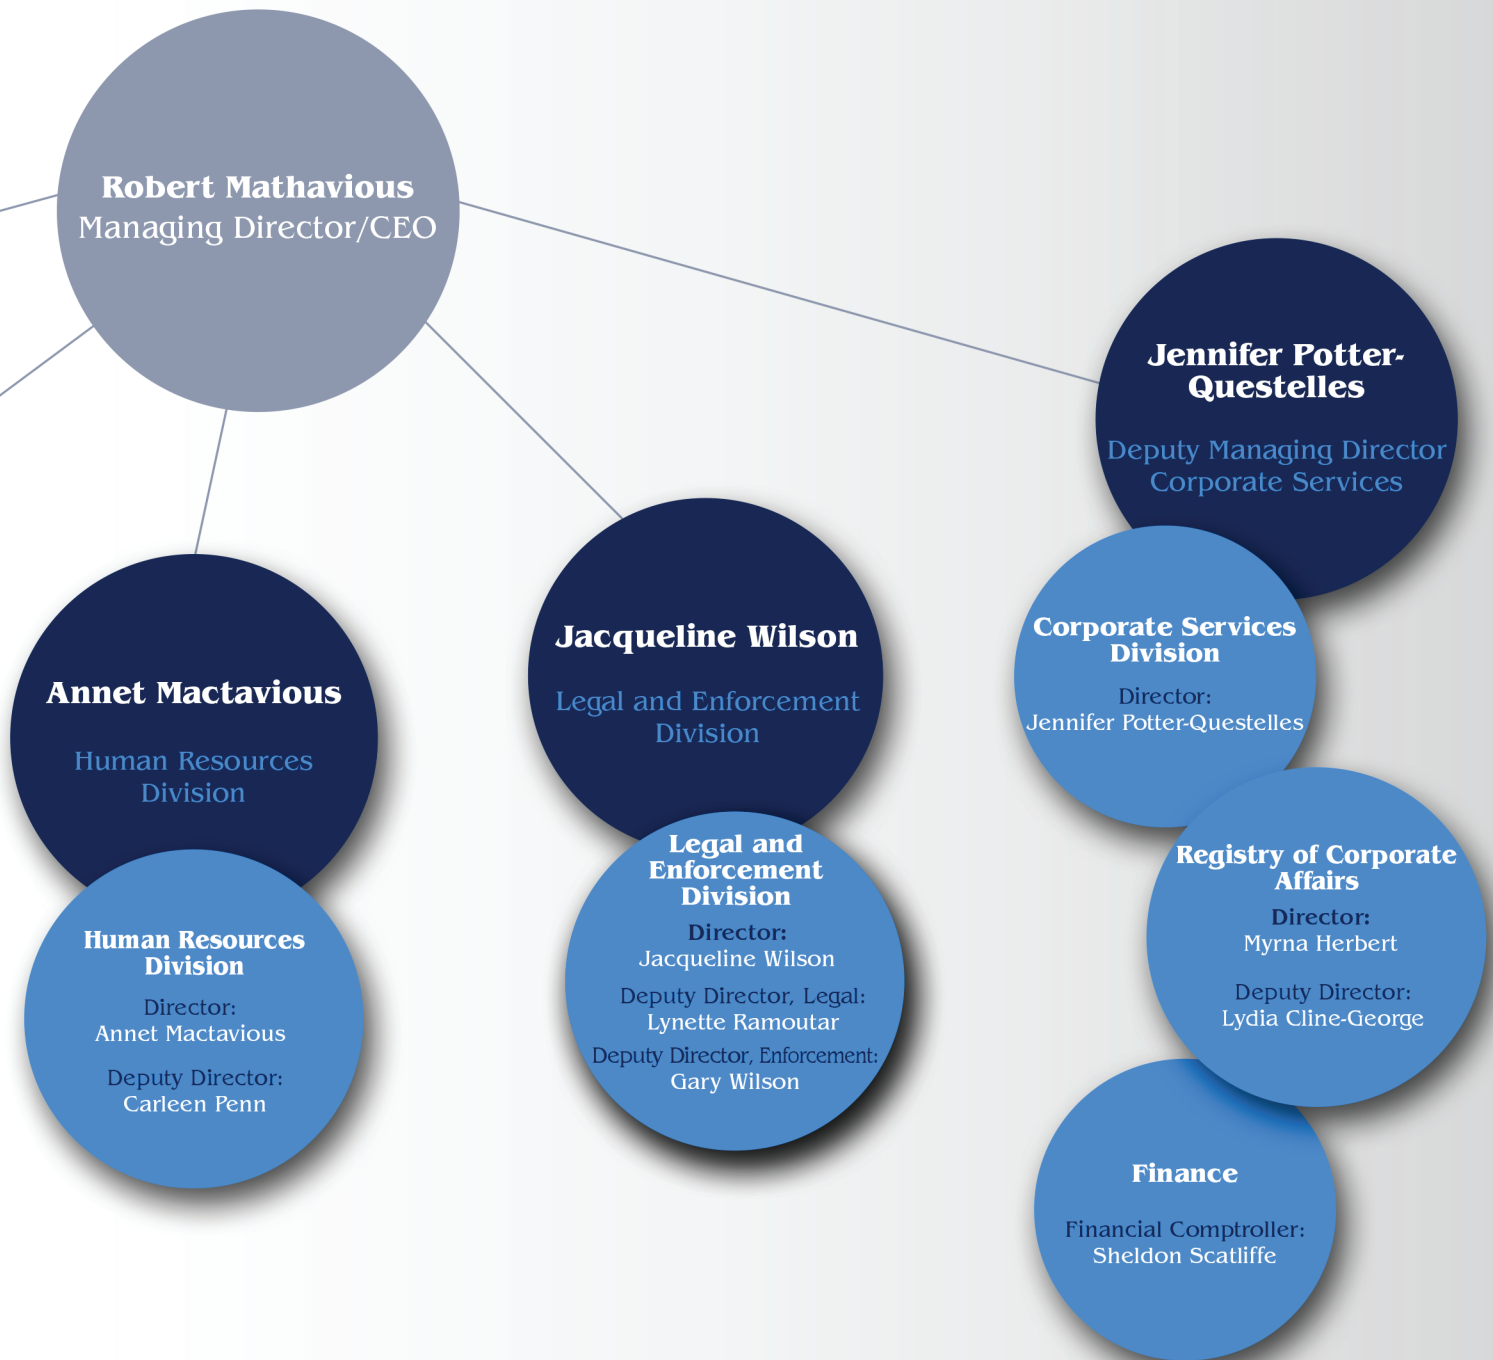 Robert Mathavious
Managing Director/CEO
Annet Mactavious
Human Resources
Division
Human Resources
Division
Director:
Annet Mactavious
Deputy Director:
Carleen Penn
Jacqueline Wilson
Legal and Enforcement
Division
Legal and
Enforcement
Division
Director:
Jacqueline Wilson
Deputy Director, Legal:
Lynette Ramoutar
Deputy Director, Enforcement:
Gary Wilson
Jennifer Potter-
Questelles
Deputy Managing Director
Corporate Services
Corporate Services
Division
Director:
Jennifer Potter-Questelles
Registry of Corporate
Affairs
Director:
Myrna Herbert
Deputy Director:
Lydia Cline-George
Finance
Financial Comptroller:
Sheldon Scatliffe